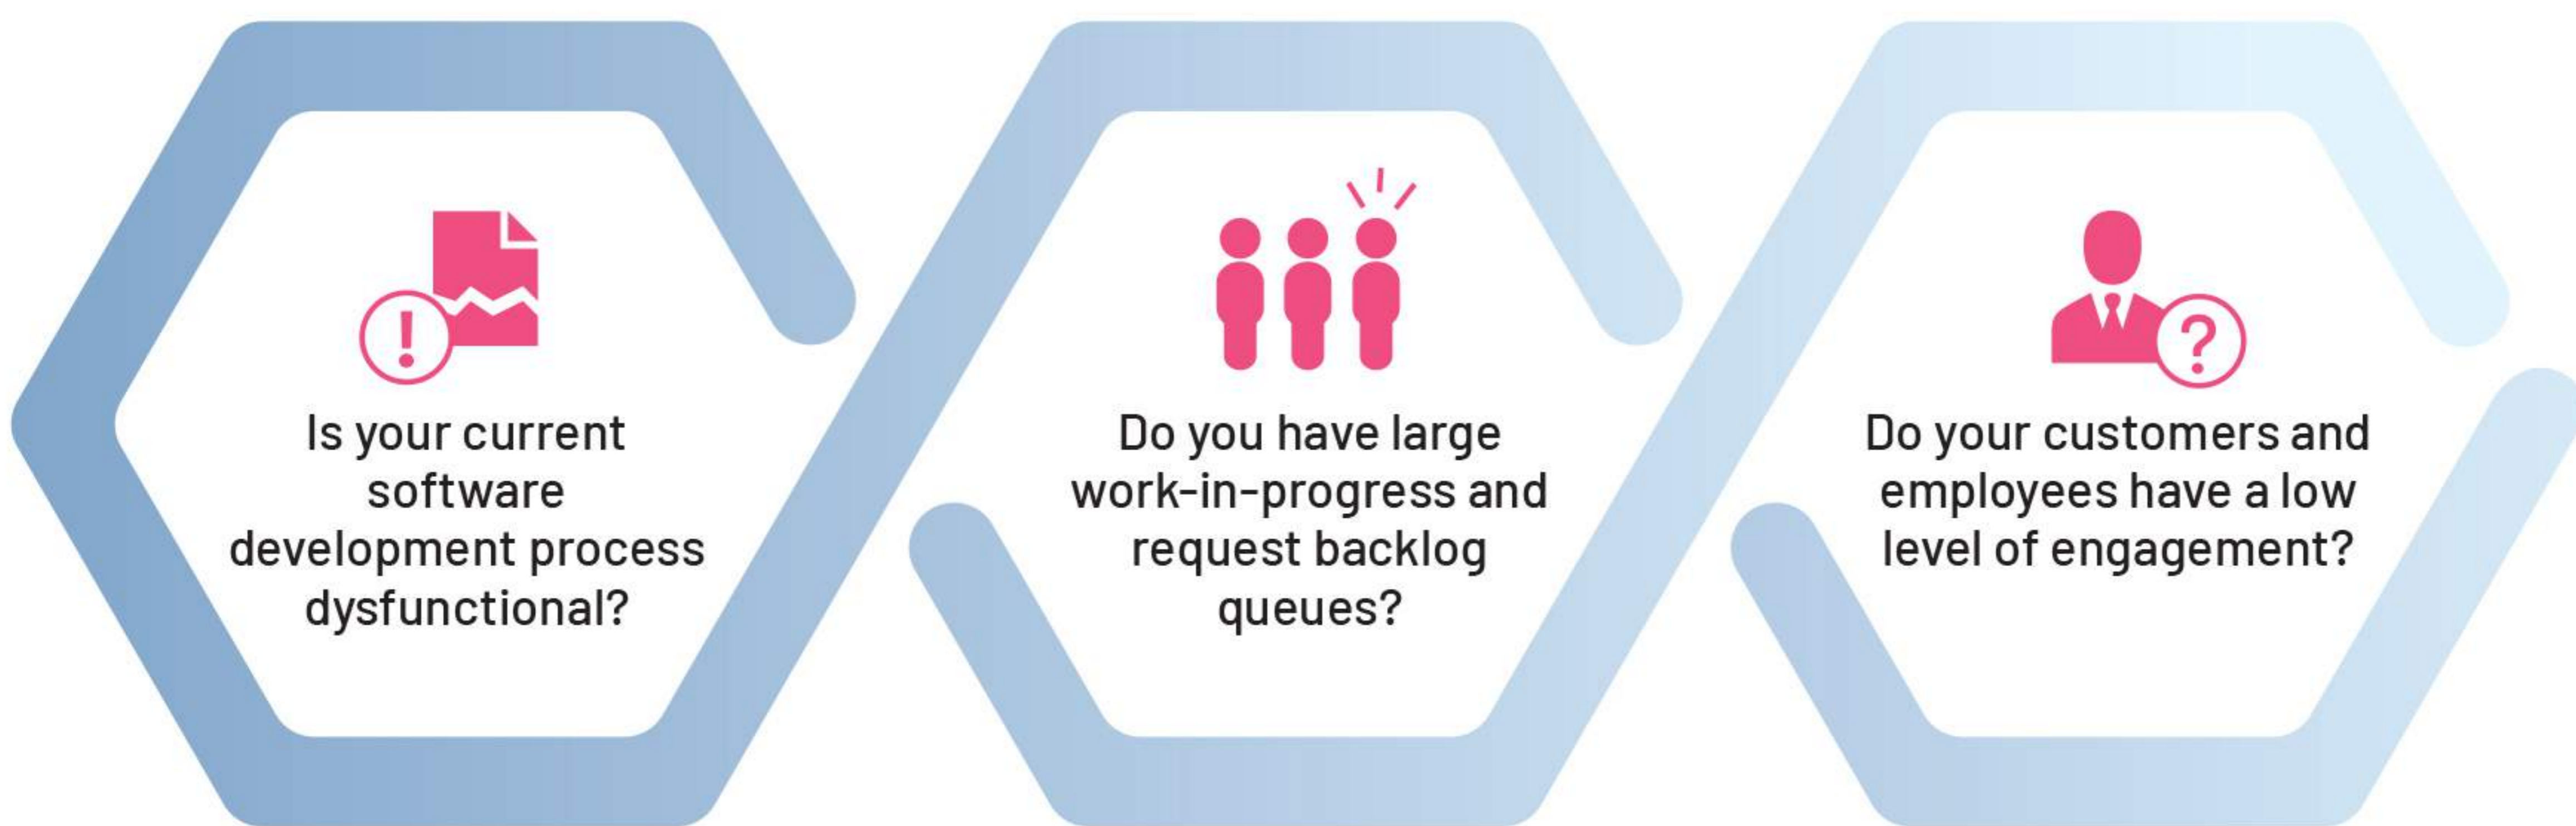 Is your current
software
development process
dysfunctional?
Do you have large
work-in-progress and
request backlog
queues?
Do your customers and
employees have a low
level of engagement?